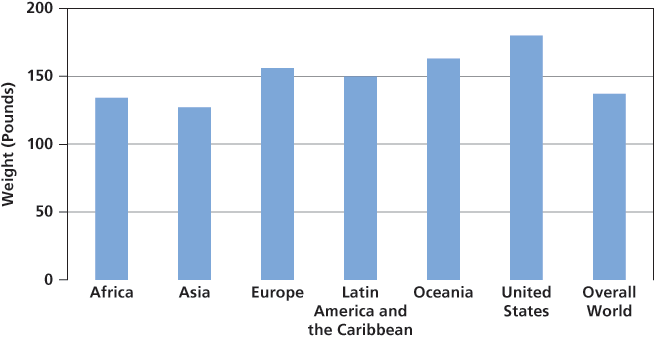 200
150
100
50
0
Weight (Pounds)
Africa
Asia
Europe
Latin
America and
the Caribbean
Oceania
United
States
Overall
World